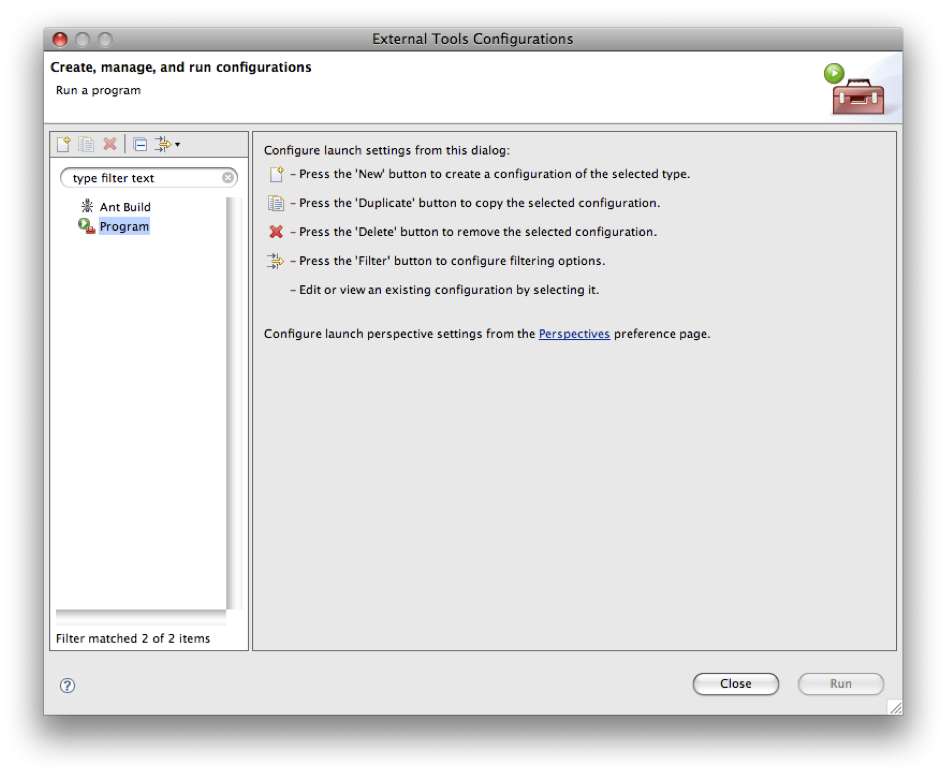 External Tools Configurations
Create, manage, and run configurations
Run a program
type filter text
Ant Build
Program
Filter matched 2 of 2 items
Configure launch settings from this dialog:
– Press the 'New' button to create a configuration of the selected type.
– Press the 'Duplicate' button to copy the selected configuration.
– Press the 'Delete' button to remove the selected configuration.
– Press the 'Filter' button to configure filtering options.
– Edit or view an existing configuration by selecting it.
Configure launch perspective settings from the Perspectives preference page.
?
Close
Run